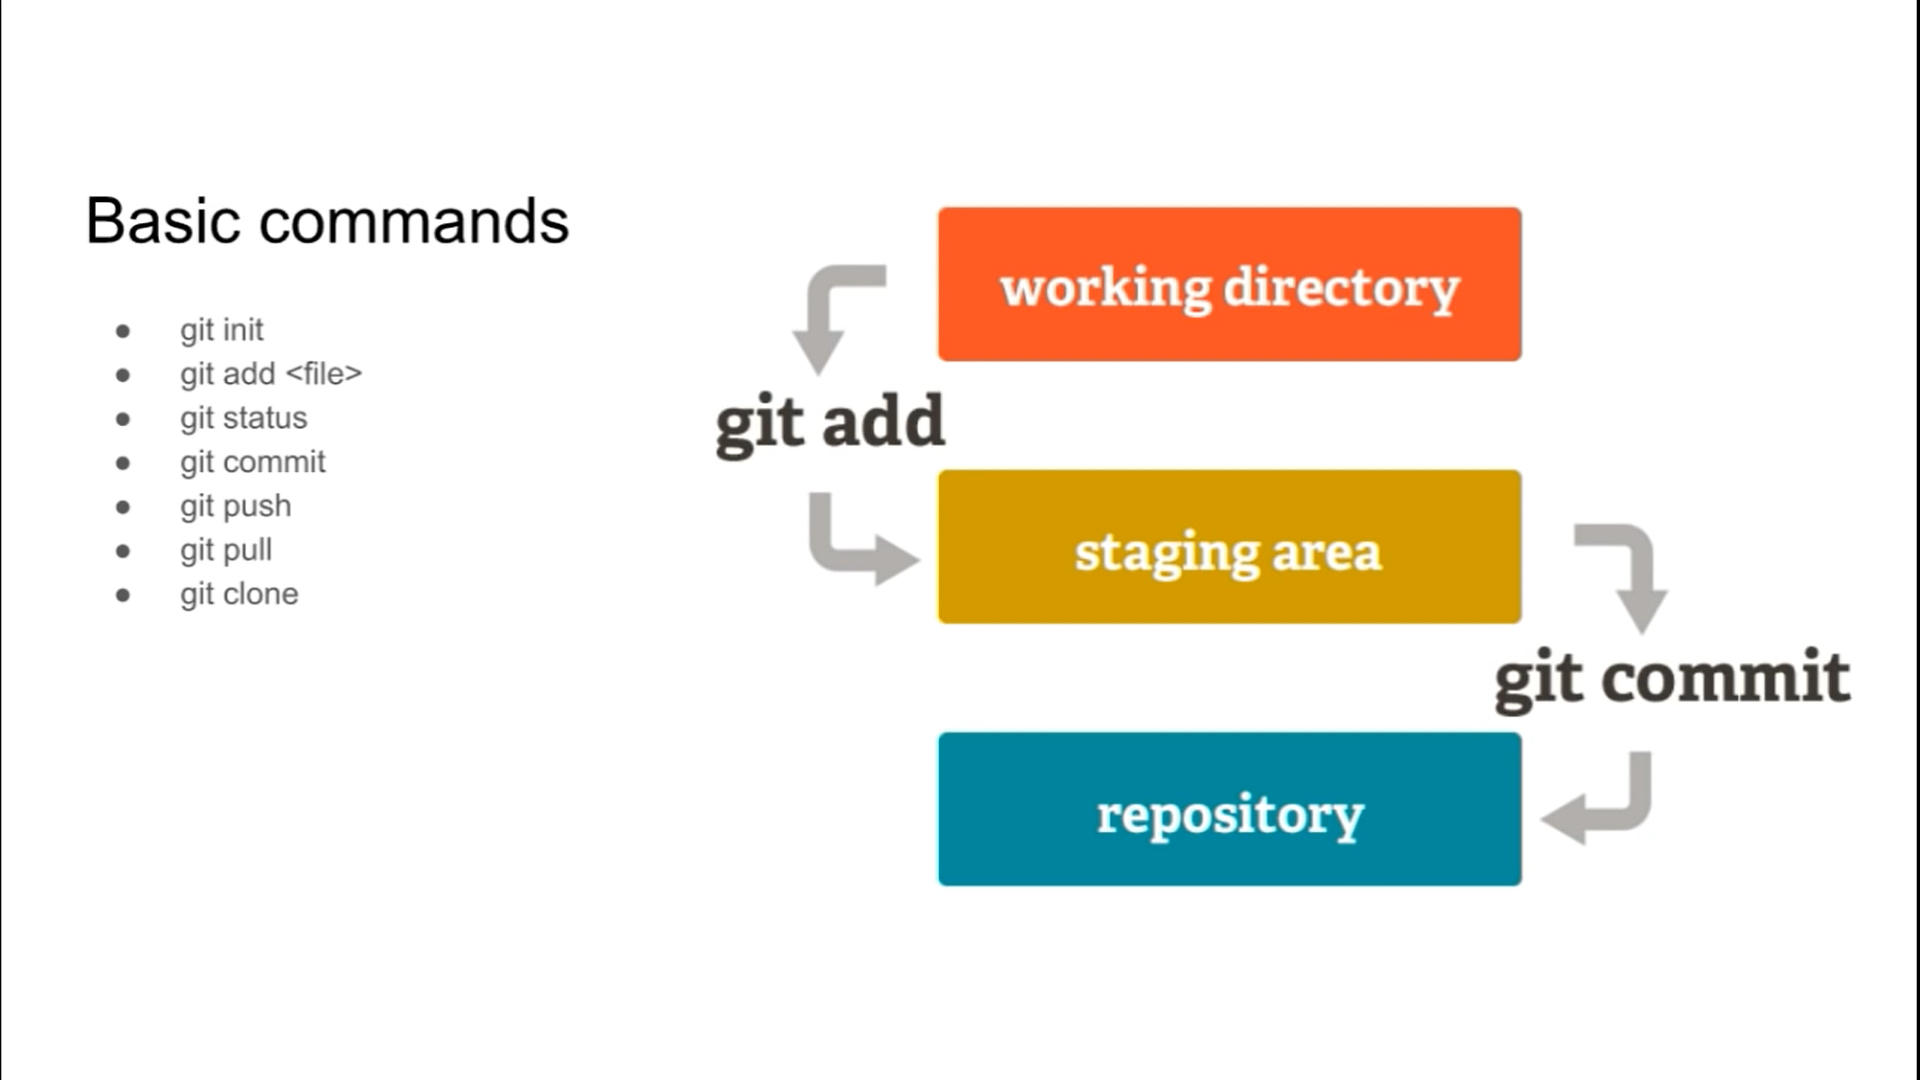 Basic commands
git init
git add <file>
git status
git commit
git push
git pull
git clone
working directory
git add
staging area
git commit
repository